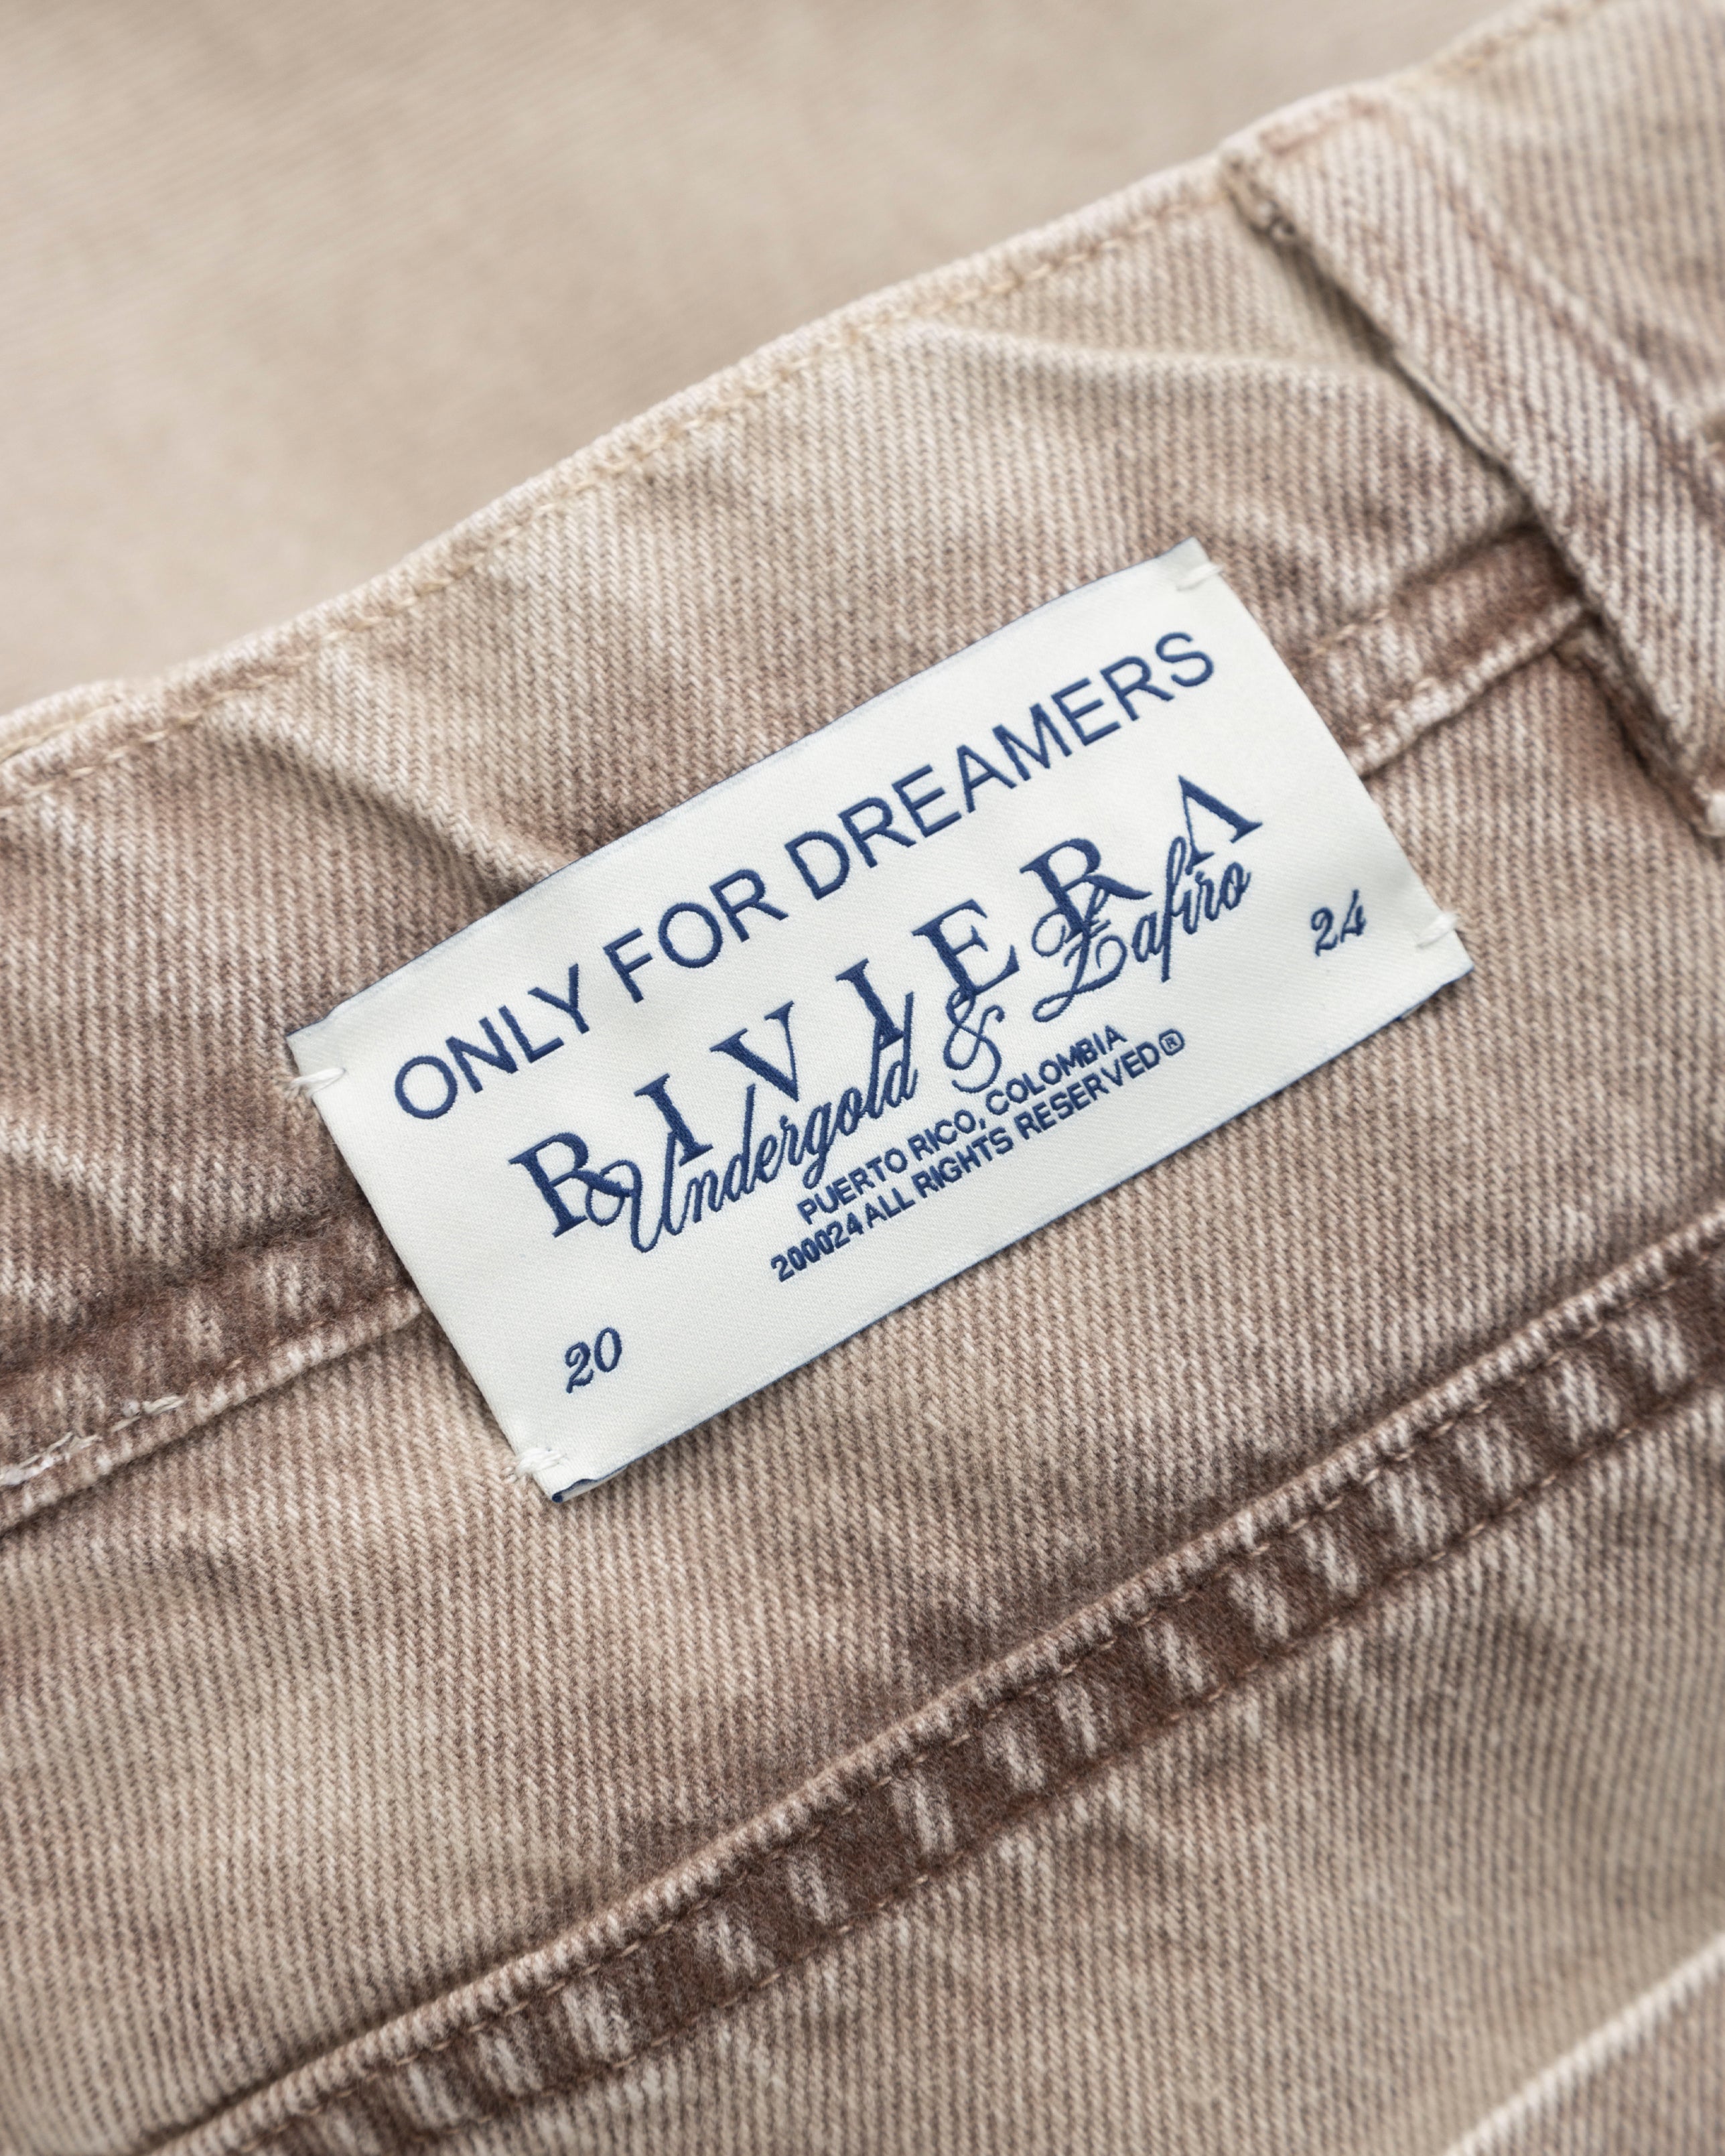 ONLY FOR DREAMERS
RIVIERA
Undergold & Zafiro
PUERTO RICO, COLOMBIA
200024 ALL RIGHTS RESERVED®
20 24